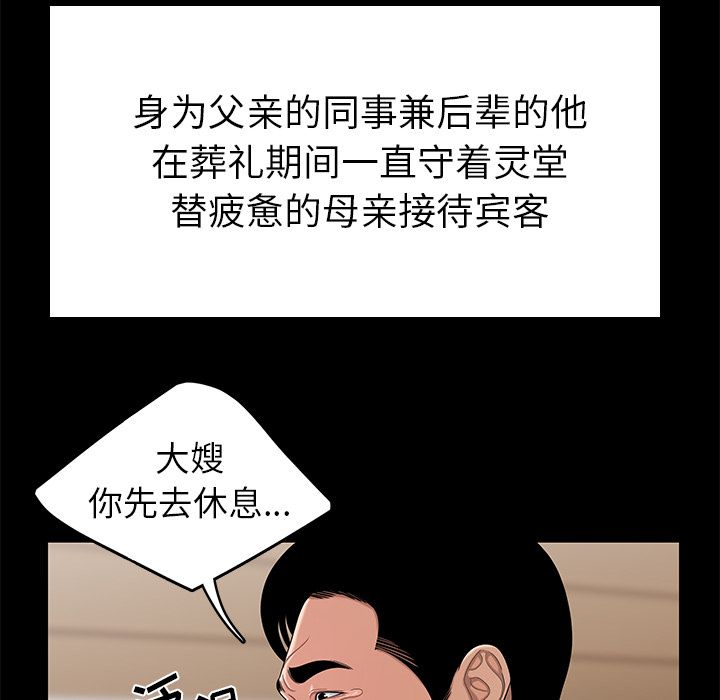 身为父亲的同事兼后辈的他
在葬礼期间一直守着灵堂
替疲惫的母亲接待宾客
大嫂
你先去休息...